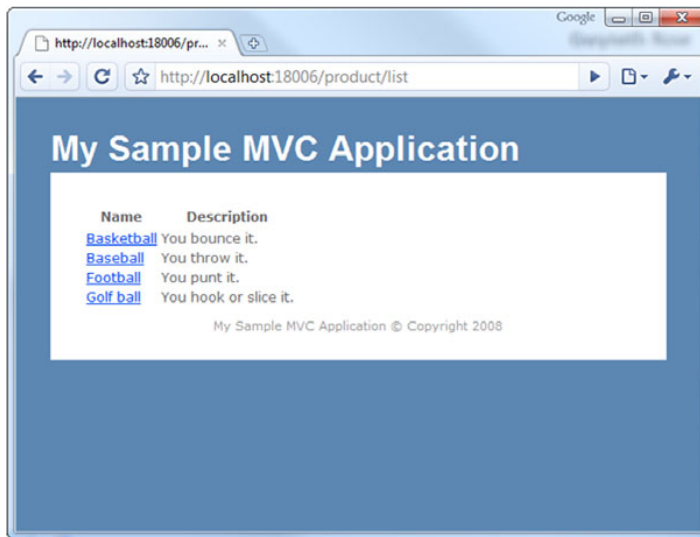 Google
http://localhost:18006/pr...
http://localhost:18006/product/list
My Sample MVC Application
Name Description
Basketball You bounce it.
Baseball You throw it.
Football You punt it.
Golf ball You hook or slice it.
My Sample MVC Application © Copyright 2008